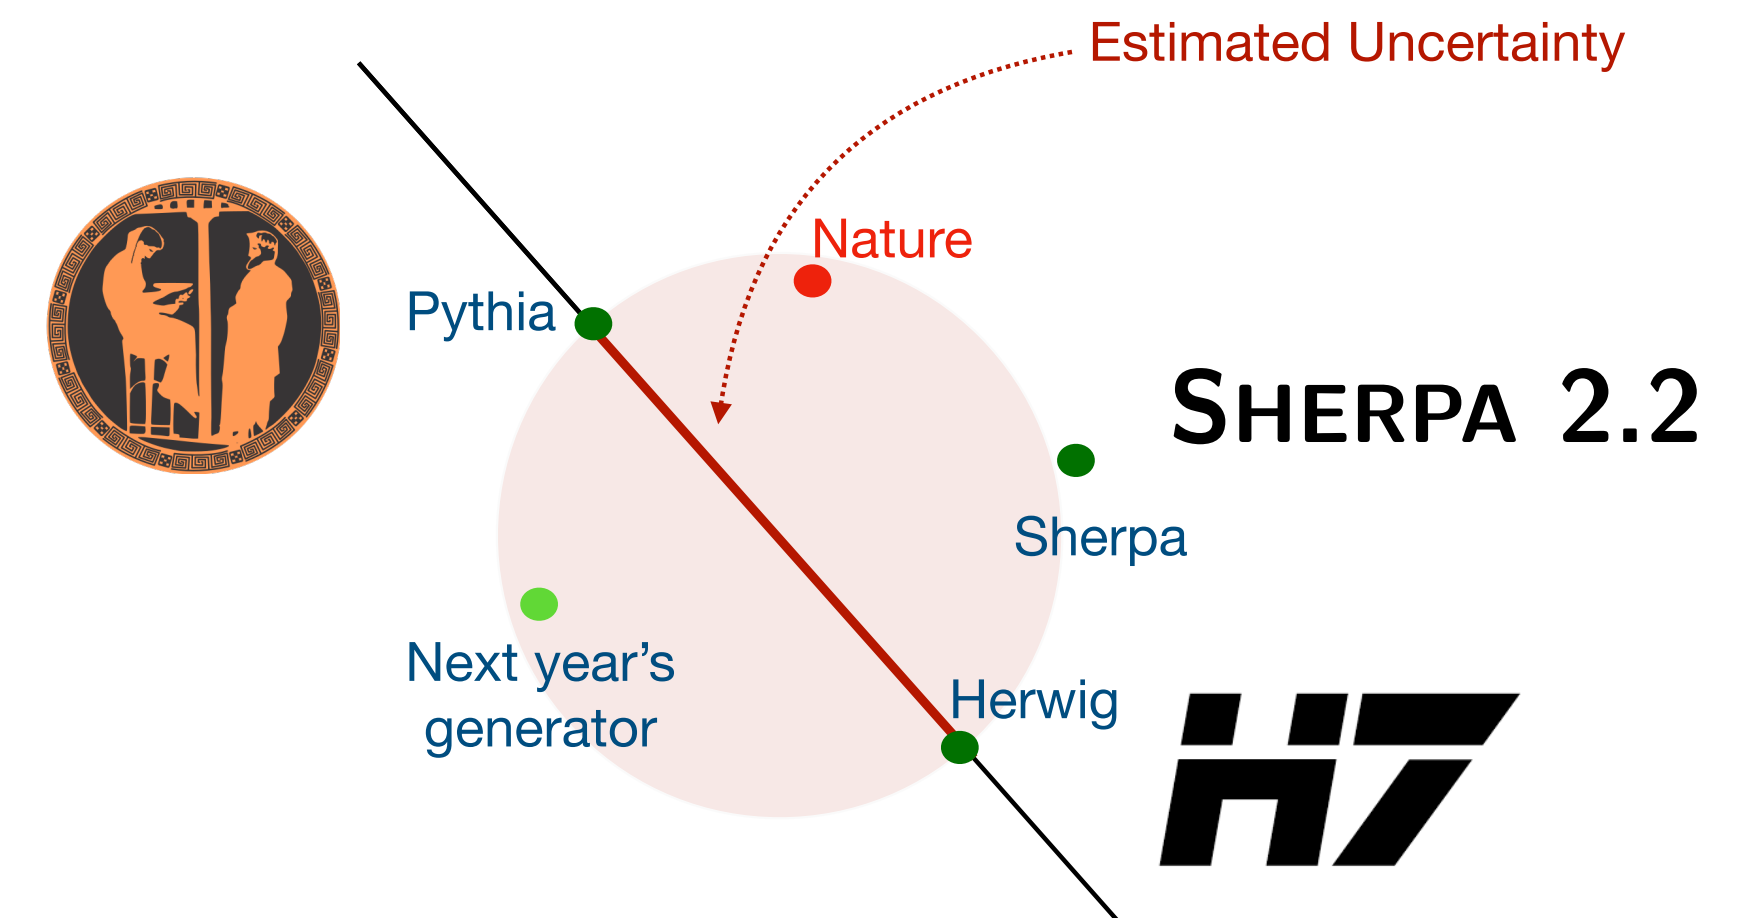 Estimated Uncertainty
Nature
Pythia
SHERPA 2.2
Sherpa
Next year’s
generator
Herwig
H7